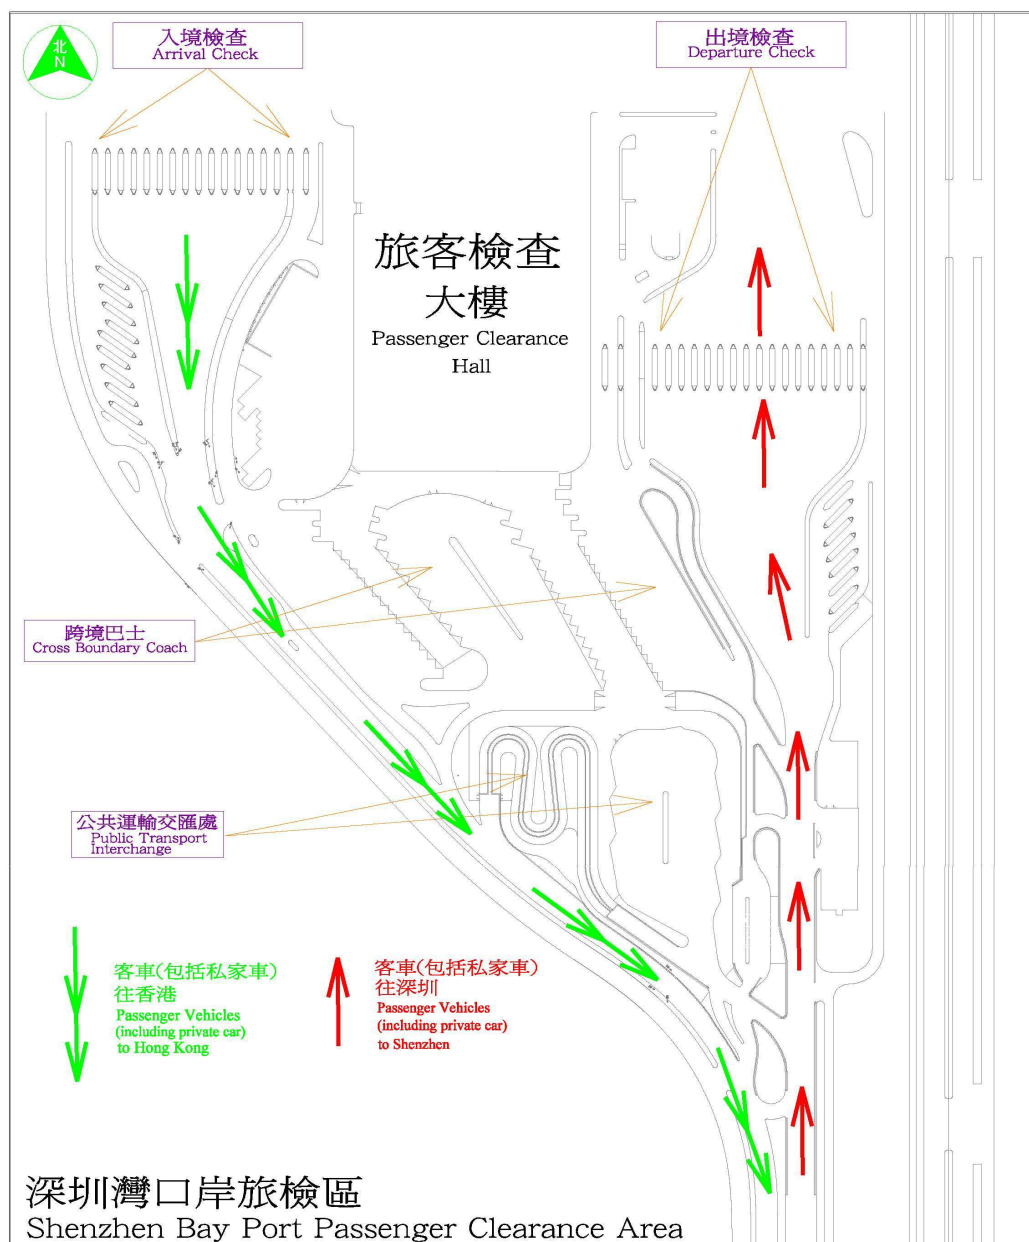 北
N
入境檢查
Arrival Check
出境檢查
Departure Check
旅客檢查
大樓
Passenger Clearance
Hall
跨境巴士
Cross Boundary Coach
公共運輸交匯處
Public Transport
Interchange
客車(包括私家車)
往香港
Passenger Vehicles
(including private car)
to Hong Kong
客車(包括私家車)
往深圳
Passenger Vehicles
(including private car)
to Shenzhen
深圳灣口岸旅檢區
Shenzhen Bay Port Passenger Clearance Area